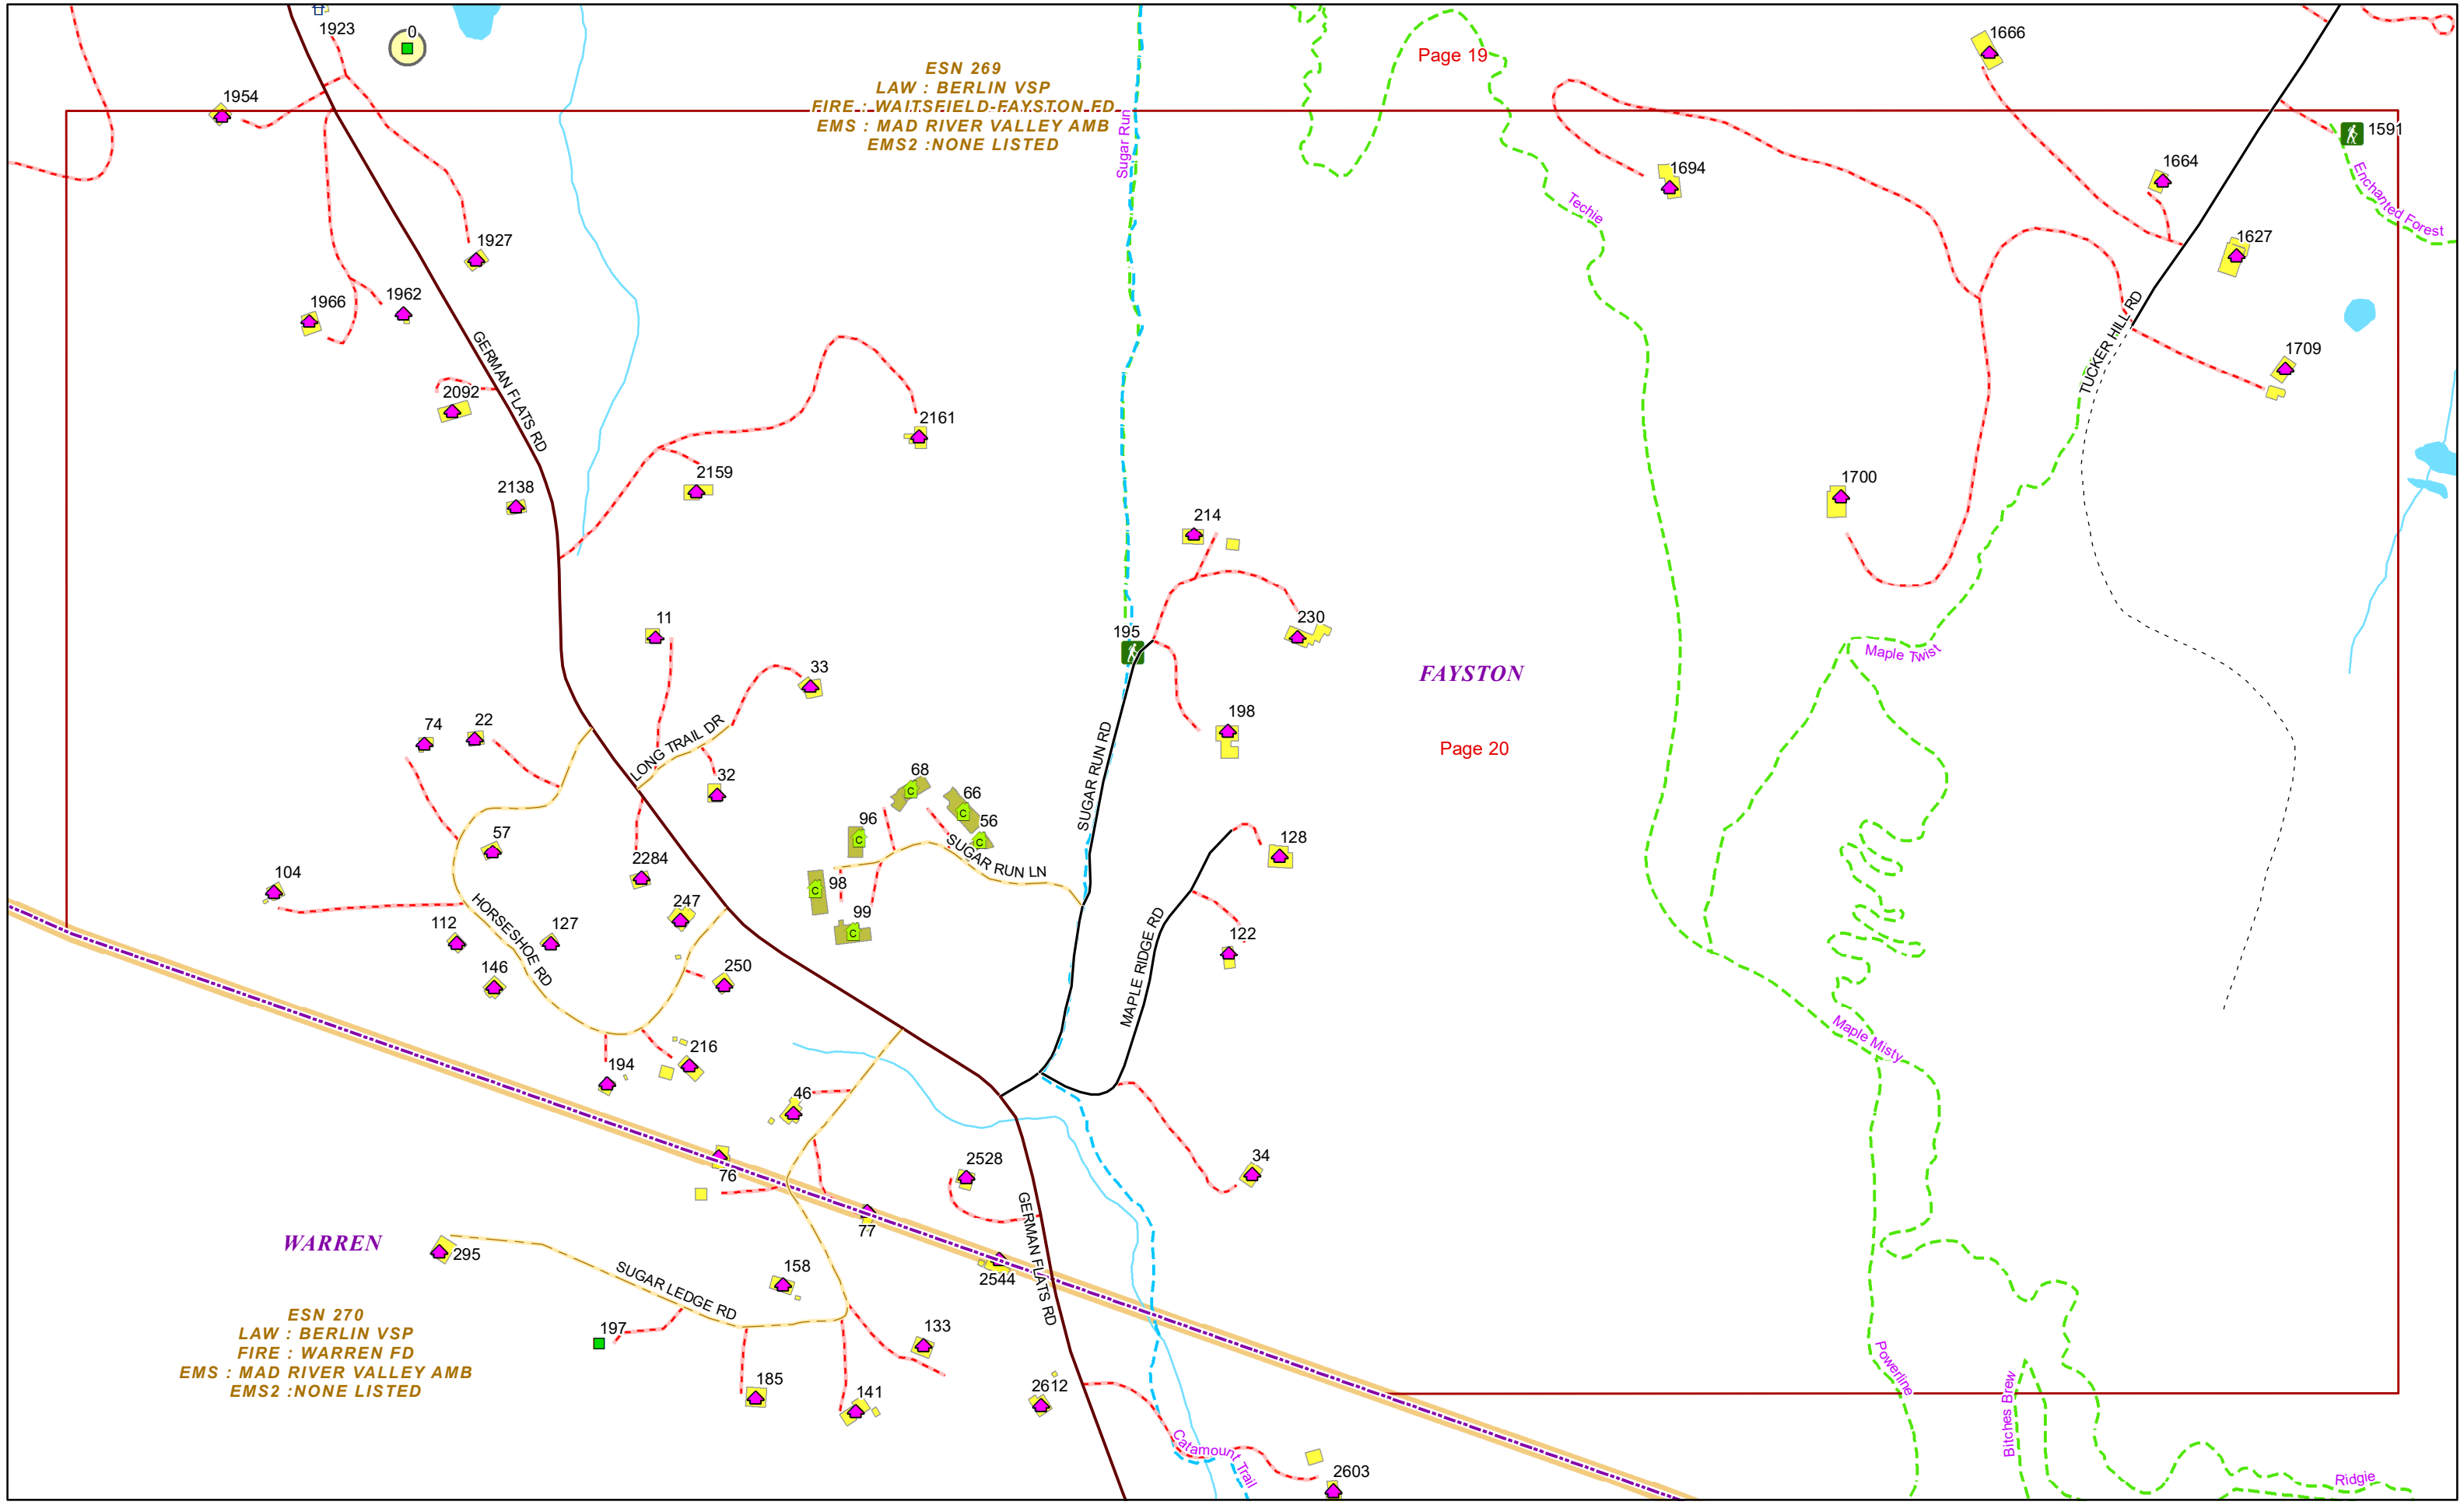 1923
0
ESN 269
LAW : BERLIN VSP
FIRE : WAITSFIELD-FAYSTON FD
EMS : MAD RIVER VALLEY AMB
EMS2 :NONE LISTED
Page 19
1666
1954
Sugar Run
1591
1694
1664
Techie
Enchanted Forest
1927
1627
1966
1962
GERMAN FLATS RD
TUCKER HILL RD
1709
2092
2161
2159
2138
1700
214
11
195
230
Maple Twist
33
FAYSTON
74
22
198
LONG TRAIL DR
SUGAR RUN RD
Page 20
32
68
66
96
56
57
SUGAR RUN LN
128
2284
104
98
247
99
HORSESHOE RD
112
127
MAPLE RIDGE RD
122
146
250
Maple Misty
216
194
46
76
2528
34
77
GERMAN FLATS RD
WARREN
295
158
2544
SUGAR LEDGE RD
ESN 270
LAW : BERLIN VSP
FIRE : WARREN FD
EMS : MAD RIVER VALLEY AMB
EMS2 :NONE LISTED
197
133
Powerline
185
141
2612
Bitches Brew
Catamount Trail
2603
Ridgie